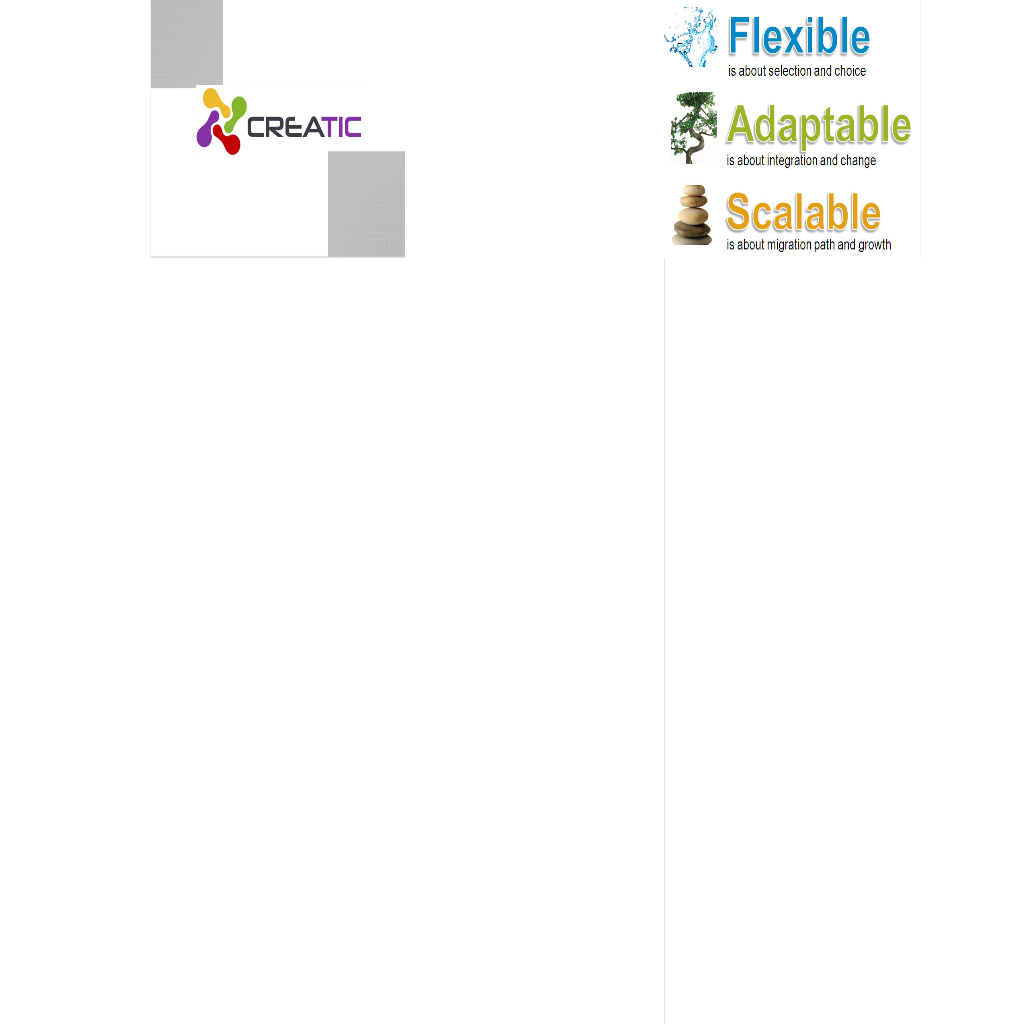 CREATIC
Flexible
is about selection and choice
Adaptable
is about integration and change
Scalable
is about migration path and growth